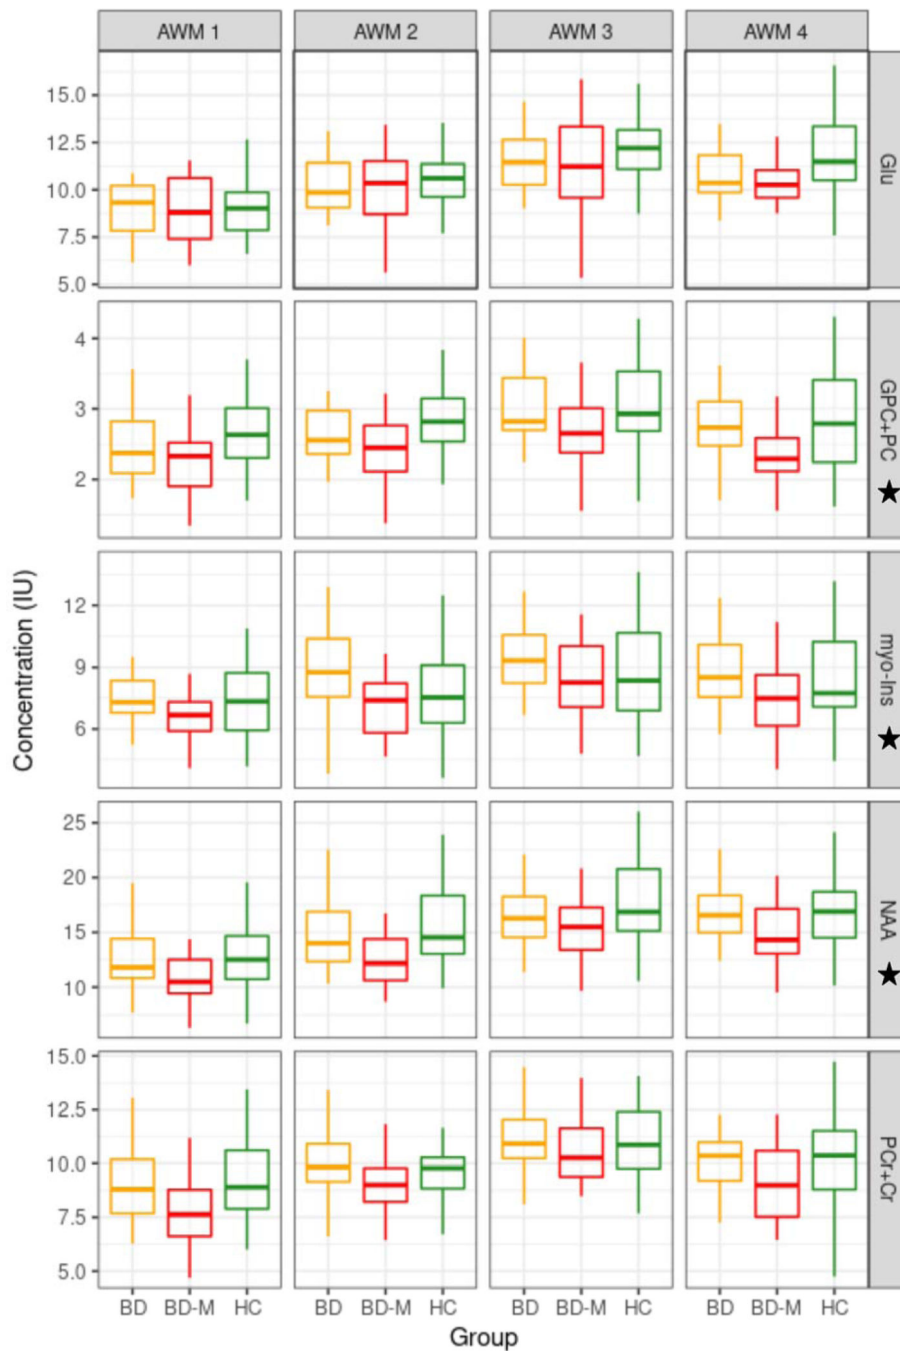 AWM 1 AWM 2 AWM 3 AWM 4
15.0
12.5
10.0
7.5
5.0
Glu
4
3
2
GPC+PC ★
Concentration (IU)
12
9
6
myo-Ins ★
25
20
15
10
NAA ★
15.0
12.5
10.0
7.5
5.0
PCr+Cr
BD BD-M HC BD BD-M HC BD BD-M HC BD BD-M HC
Group